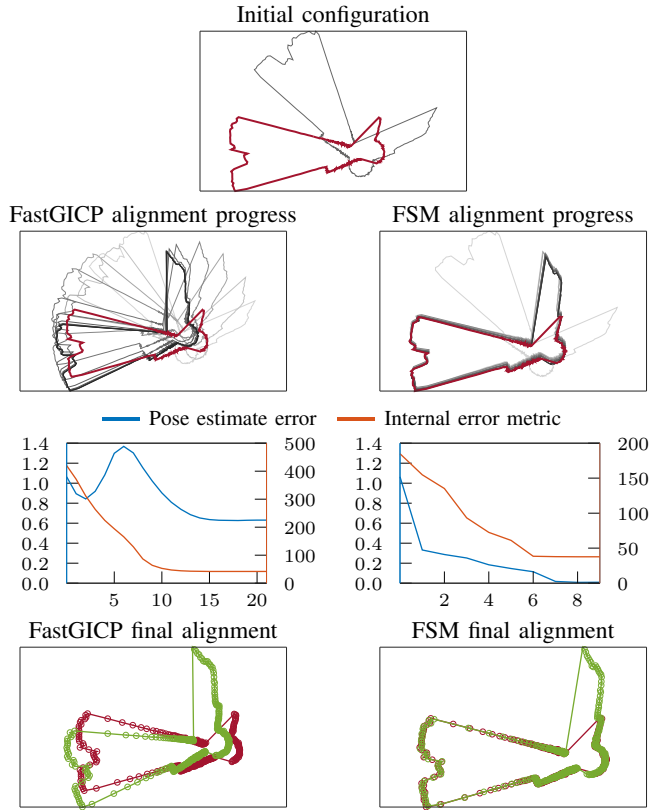 Initial configuration
FastGICP alignment progress
FSM alignment progress
Pose estimate error
Internal error metric
1.4 500 1.4 200
1.2 1.2
400 150
1.0 1.0
0.8 300 0.8
100
0.6 200 0.6
0.4 0.4
100 50
0.2 0.2
0.0 0 0.0 0
5 10 15 20 2 4 6 8
FastGICP final alignment
FSM final alignment